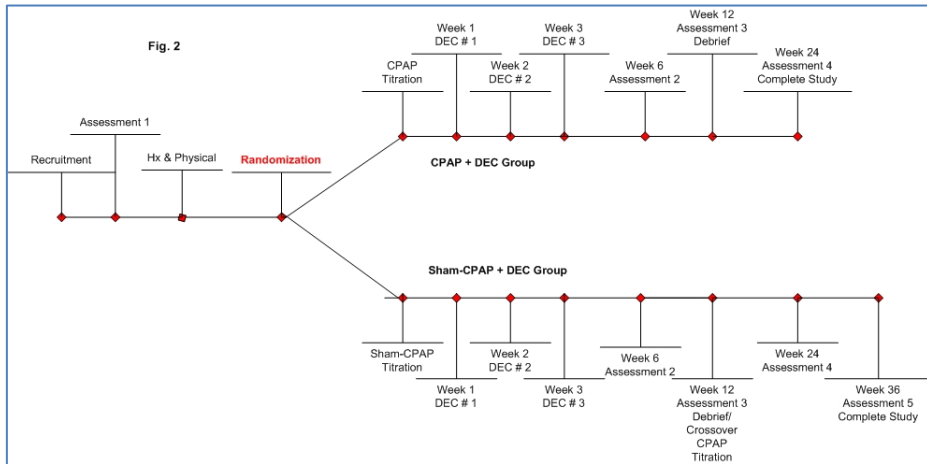 Fig. 2
Recruitment
Assessment 1
Hx & Physical
Randomization
CPAP
Titration
Week 1
DEC # 1
Week 2
DEC # 2
Week 3
DEC # 3
Week 6
Assessment 2
Week 12
Assessment 3
Debrief
Week 24
Assessment 4
Complete Study
CPAP + DEC Group
Sham-CPAP + DEC Group
Sham-CPAP
Titration
Week 1
DEC # 1
Week 2
DEC # 2
Week 3
DEC # 3
Week 6
Assessment 2
Week 12
Assessment 3
Debrief/
Crossover
CPAP
Titration
Week 24
Assessment 4
Week 36
Assessment 5
Complete Study